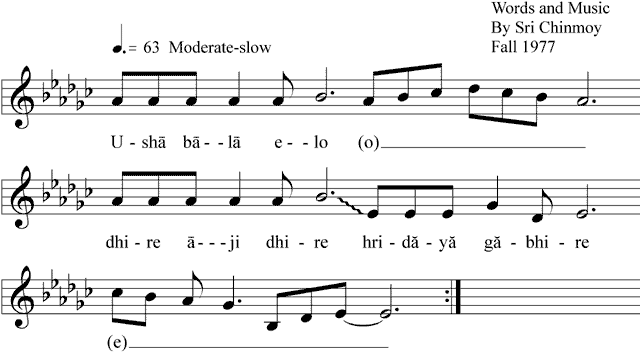 Words and Music
By Sri Chinmoy
♩. = 63 Moderate-slow
Fall 1977
U - shā bā - - lā e - - lo (o)
dhi - re ā - - - ji dhi - re hri - dă - yă gă - bhi - re
(e)